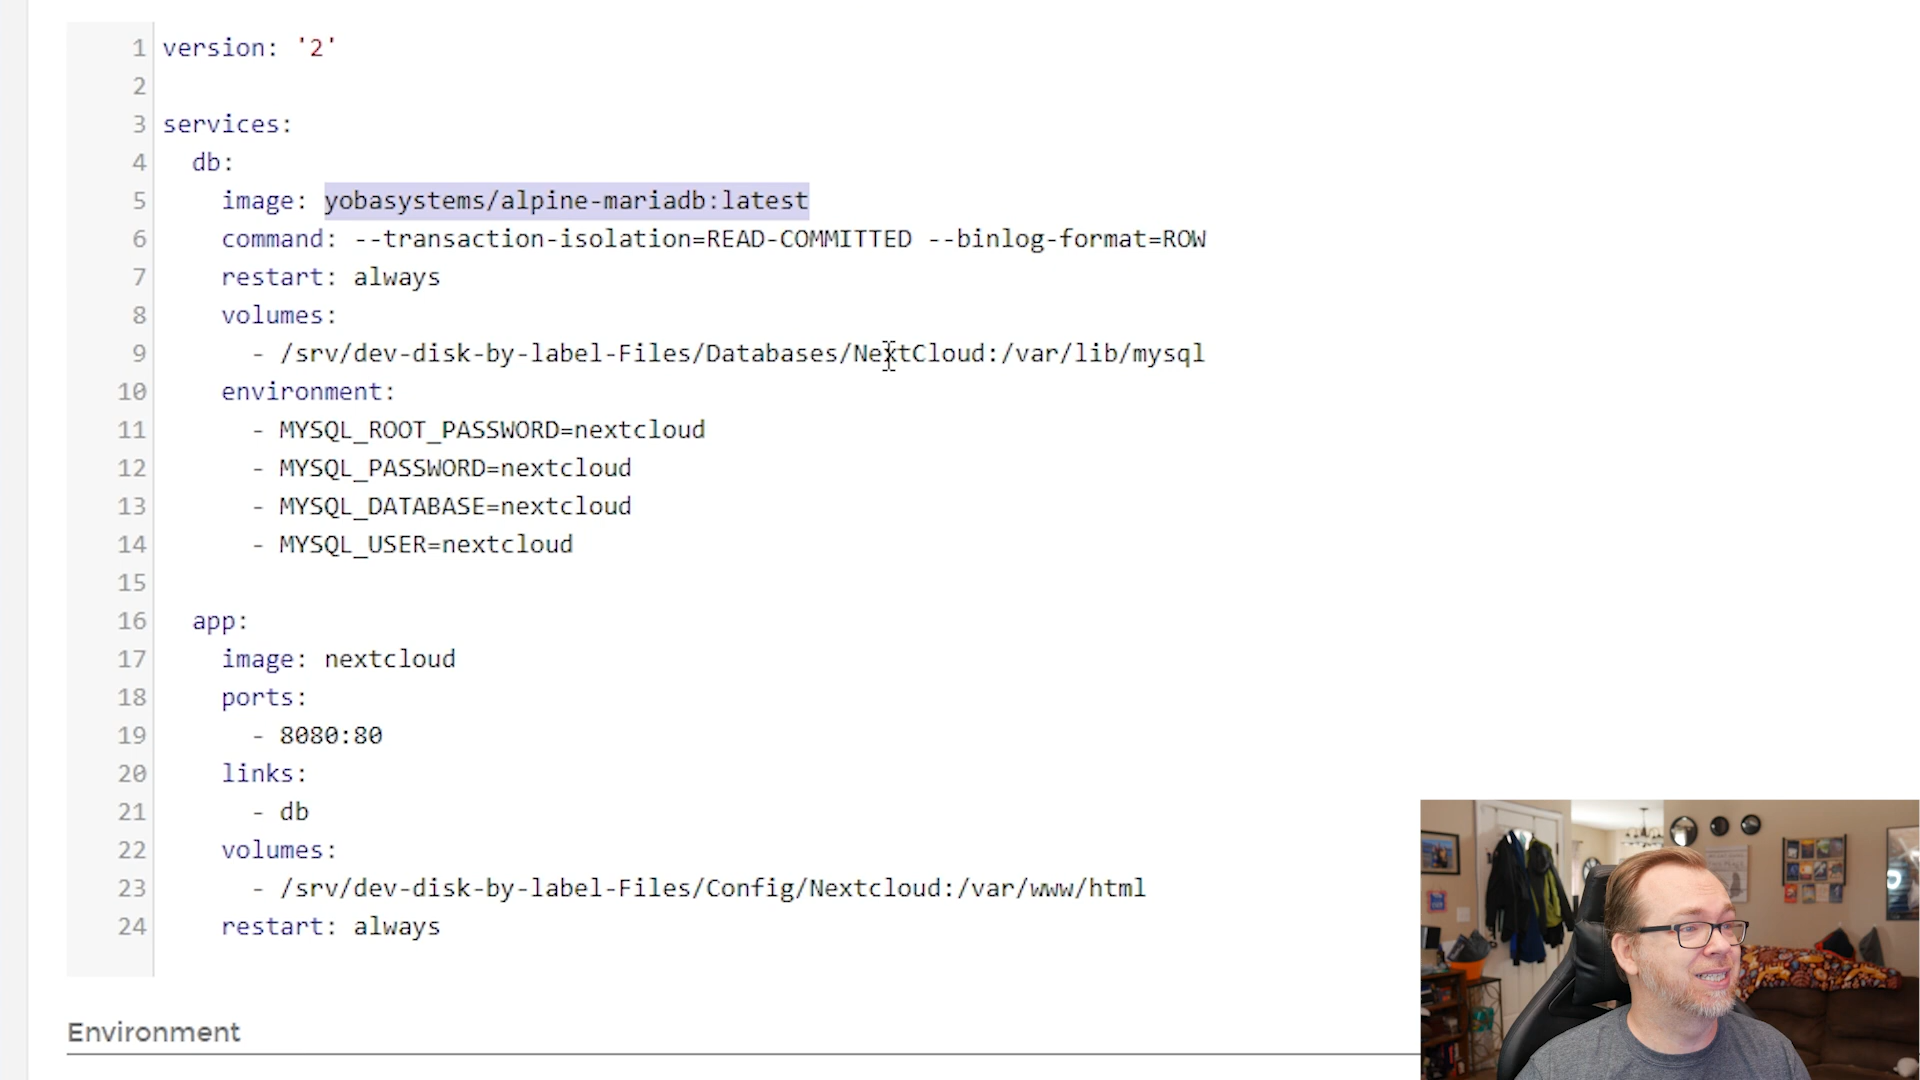 1 version: '2'
2
3 services:
4 db:
5 image: yobasystems/alpine-mariadb:latest
6 command: --transaction-isolation=READ-COMMITTED --binlog-format=ROW
7 restart: always
8 volumes:
9 - /srv/dev-disk-by-label-Files/Databases/NextCloud:/var/lib/mysql
10 environment:
11 - MYSQL_ROOT_PASSWORD=nextcloud
12 - MYSQL_PASSWORD=nextcloud
13 - MYSQL_DATABASE=nextcloud
14 - MYSQL_USER=nextcloud
15
16 app:
17 image: nextcloud
18 ports:
19 - 8080:80
20 links:
21 - db
22 volumes:
23 - /srv/dev-disk-by-label-Files/Config/Nextcloud:/var/www/html
24 restart: always
Environment